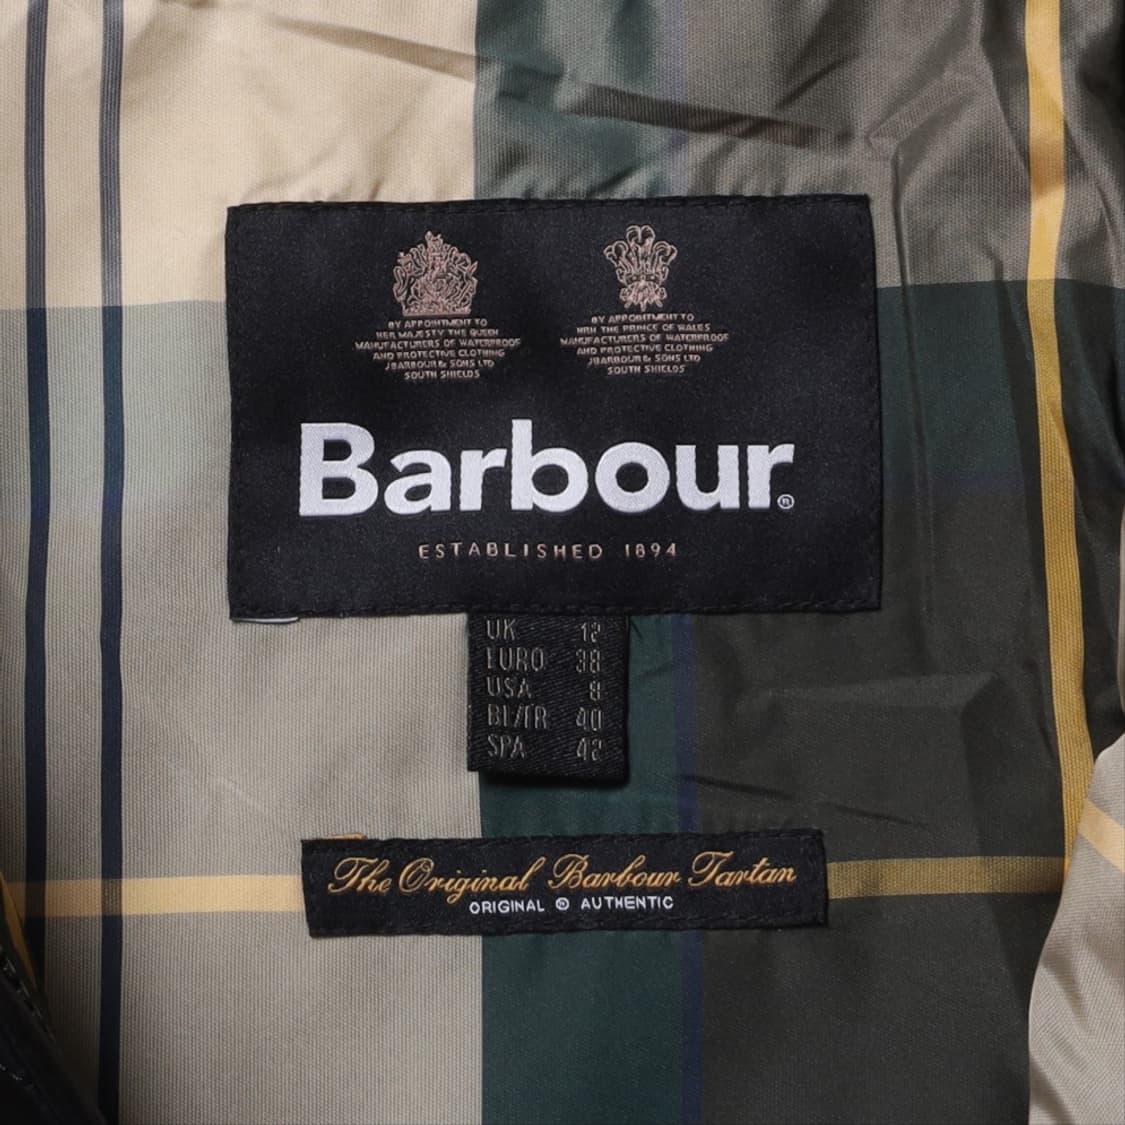 BY APPOINTMENT TO
HER MAJESTY THE QUEEN
MANUFACTURERS OF WATERPROOF
AND PROTECTIVE CLOTHING
J BARBOUR & SONS LTD
SOUTH SHIELDS
BY APPOINTMENT TO
HRH THE PRINCE OF WALES
MANUFACTURERS OF WATERPROOF
AND PROTECTIVE CLOTHING
J BARBOUR & SONS LTD
SOUTH SHIELDS
Barbour®
ESTABLISHED 1894
UK 12
EURO 38
USA 8
BL/FR 40
SPA 42
The Original Barbour Tartan
ORIGINAL ® AUTHENTIC